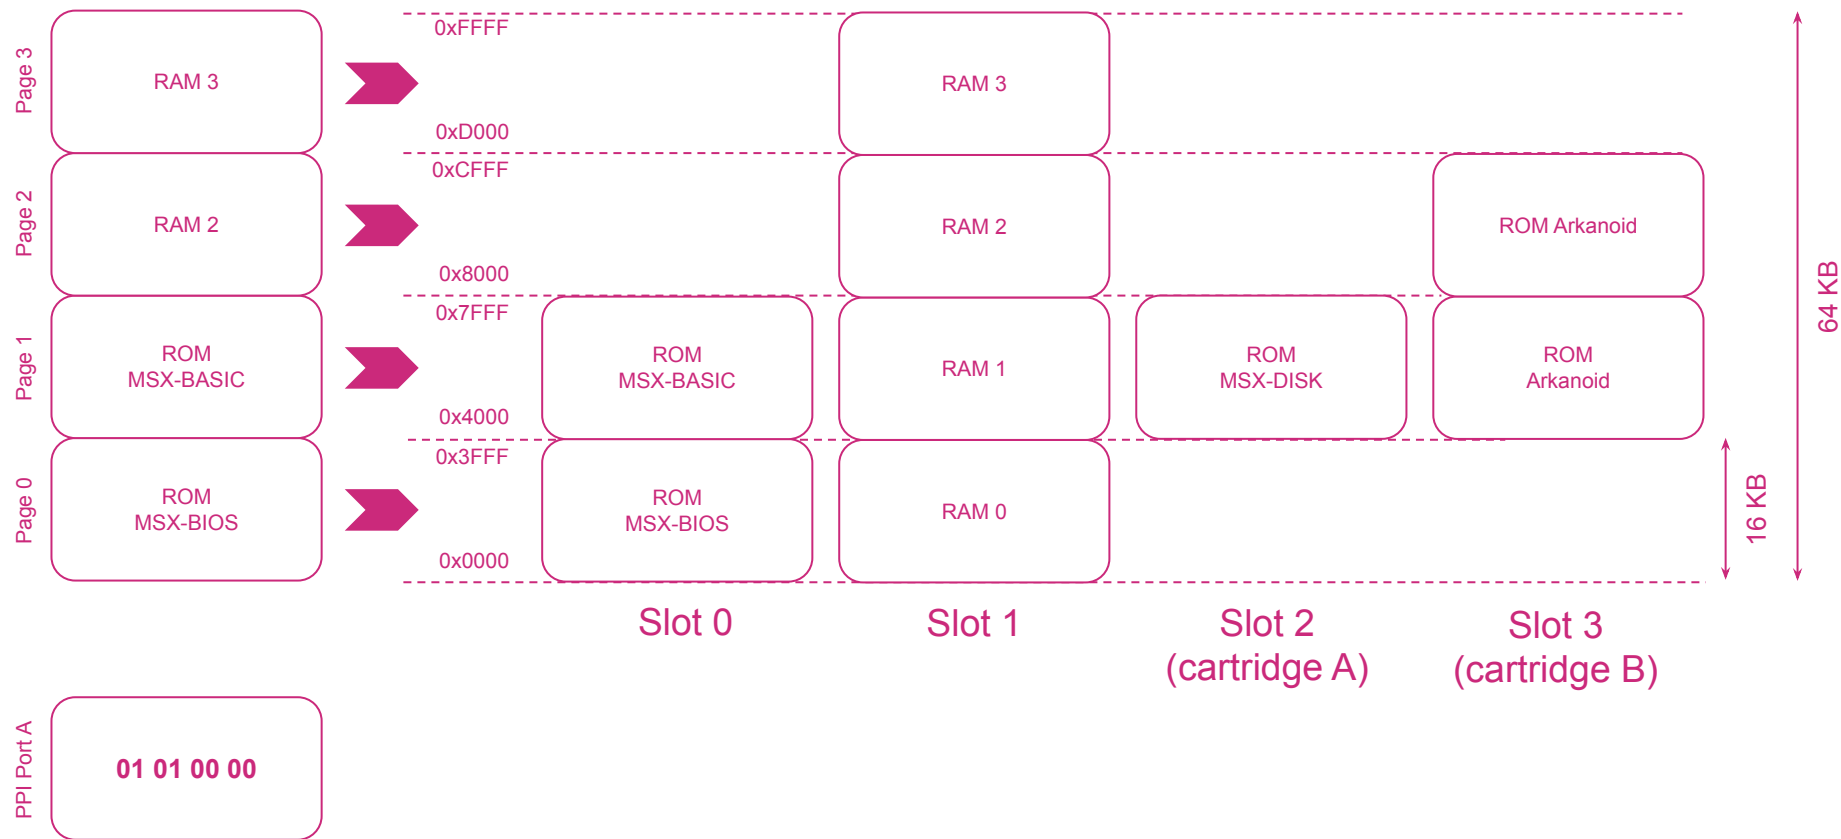 Page 3
RAM 3
0xFFFF
0xD000
RAM 3
Page 2
RAM 2
0xCFFF
0x8000
RAM 2
ROM Arkanoid
Page 1
ROM
MSX-BASIC
0x7FFF
0x4000
ROM
MSX-BASIC
RAM 1
ROM
MSX-DISK
ROM
Arkanoid
Page 0
ROM
MSX-BIOS
0x3FFF
0x0000
ROM
MSX-BIOS
RAM 0
16 KB
64 KB
Slot 0
Slot 1
Slot 2
(cartridge A)
Slot 3
(cartridge B)
PPI Port A
01 01 00 00